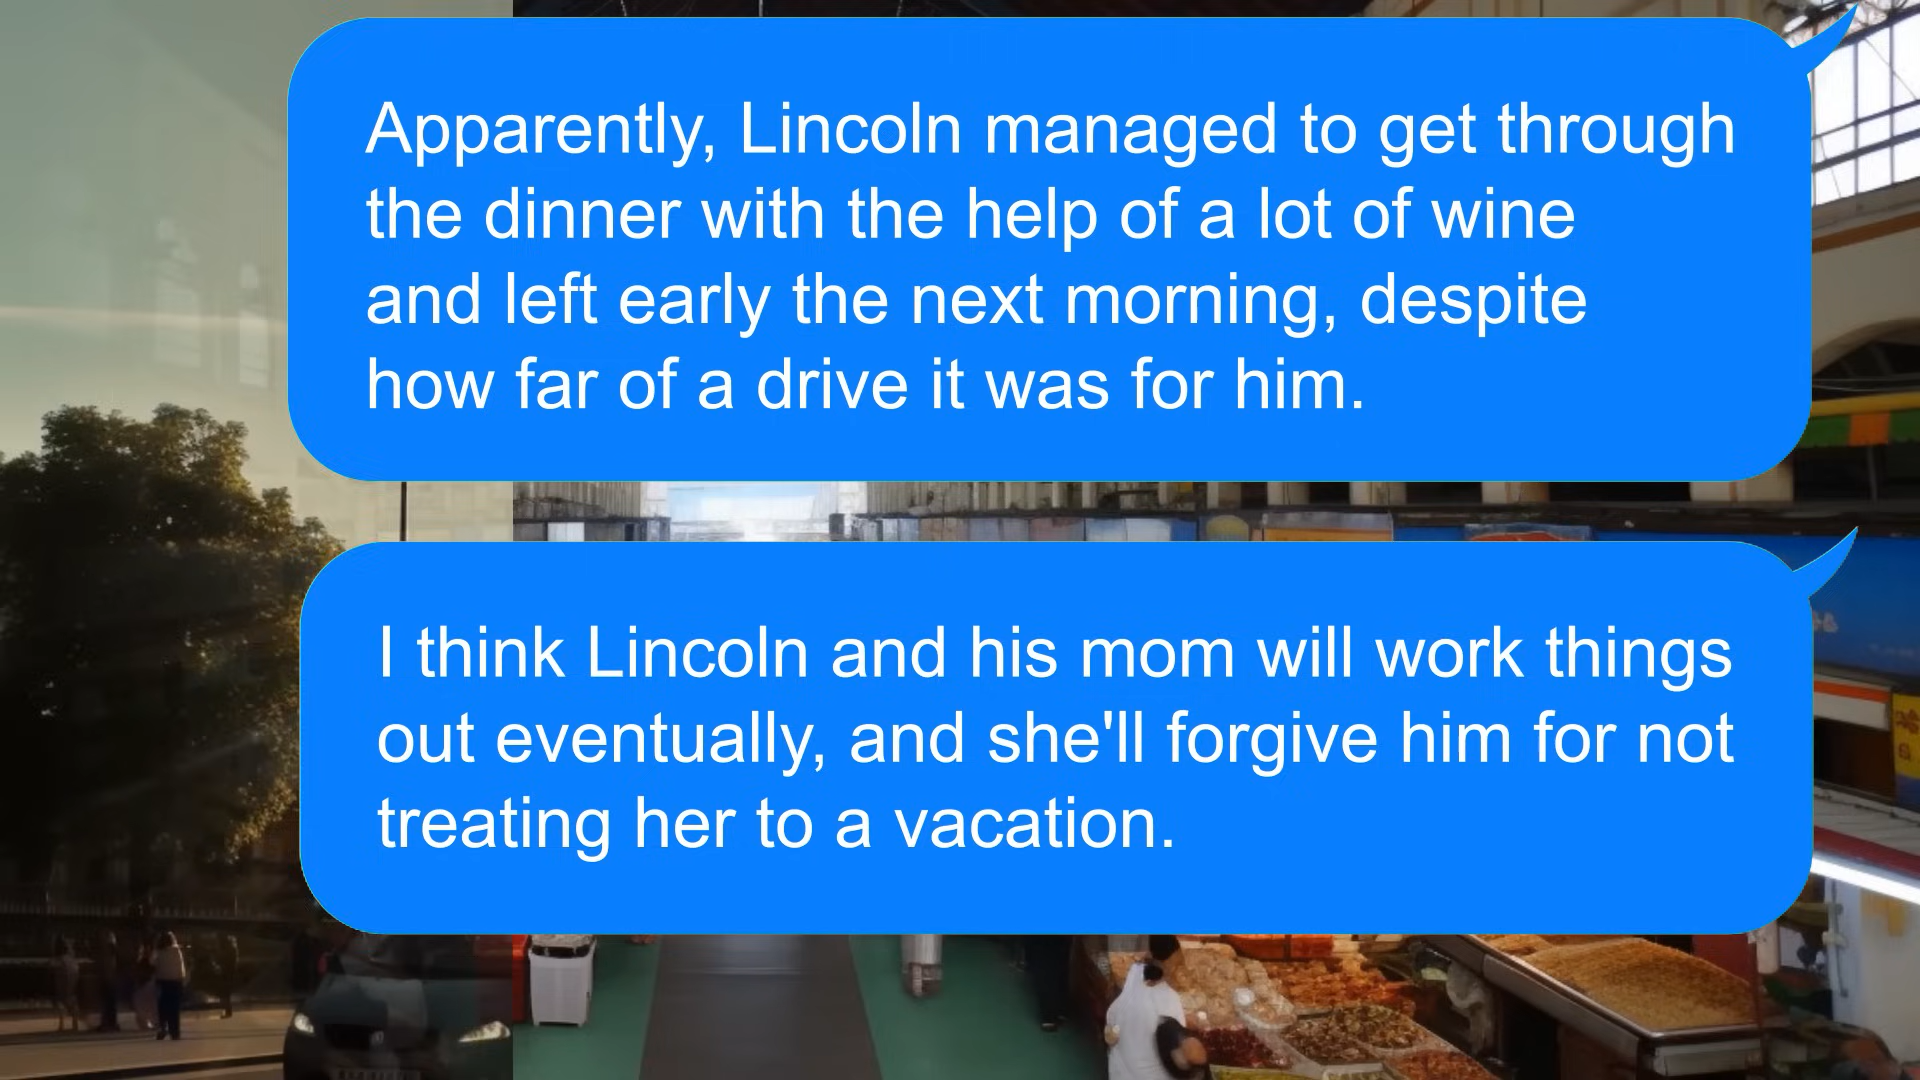 Apparently, Lincoln managed to get through
the dinner with the help of a lot of wine
and left early the next morning, despite
how far of a drive it was for him.
I think Lincoln and his mom will work things
out eventually, and she'll forgive him for not
treating her to a vacation.